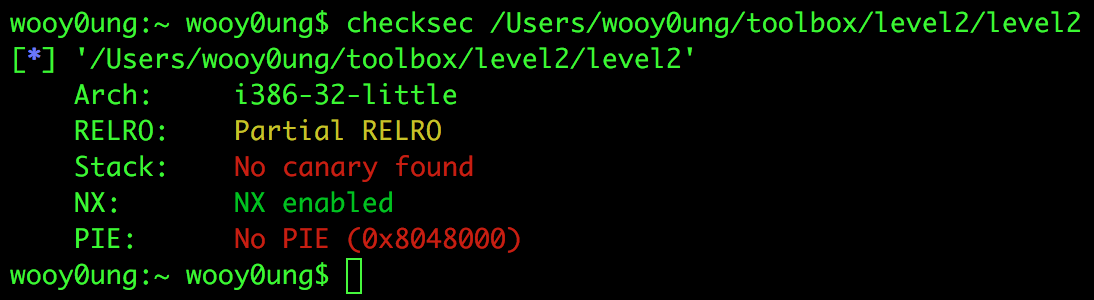 wooy0ung:~ wooy0ung$ checksec /Users/wooy0ung/toolbox/level2/level2
[*] '/Users/wooy0ung/toolbox/level2/level2'
    Arch:     i386-32-little
    RELRO:    Partial RELRO
    Stack:    No canary found
    NX:       NX enabled
    PIE:      No PIE (0x8048000)
wooy0ung:~ wooy0ung$